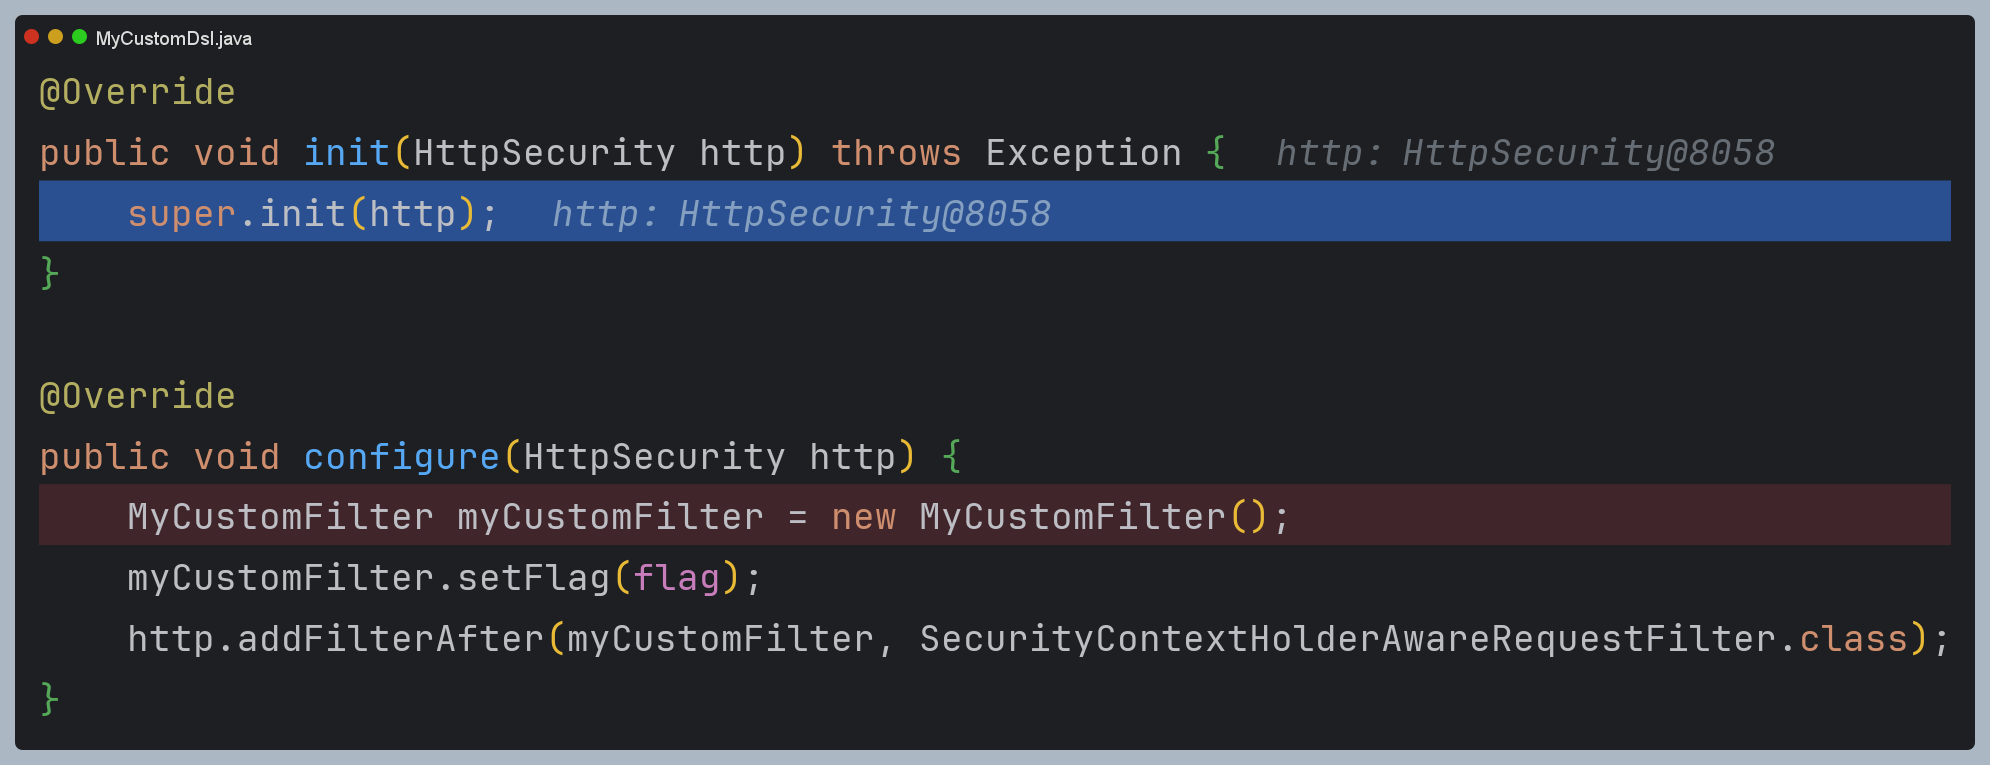 MyCustomDsl.java
@Override
public void init(HttpSecurity http) throws Exception {  http: HttpSecurity@8058
    super.init(http);  http: HttpSecurity@8058
}

@Override
public void configure(HttpSecurity http) {
    MyCustomFilter myCustomFilter = new MyCustomFilter();
    myCustomFilter.setFlag(flag);
    http.addFilterAfter(myCustomFilter, SecurityContextHolderAwareRequestFilter.class);
}